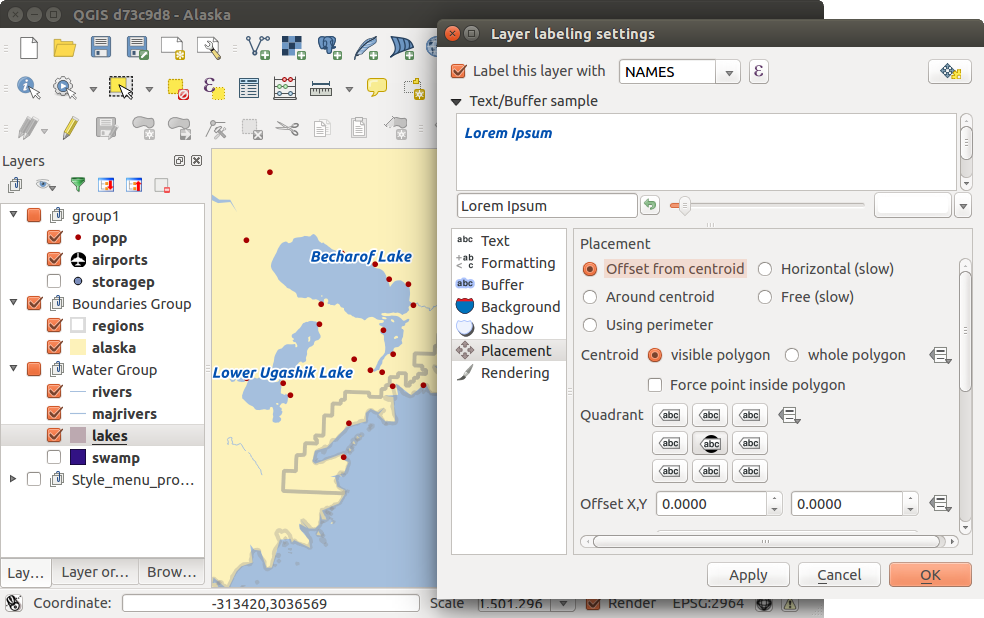 QGIS d73c9d8 - Alaska
Layer labeling settings
Label this layer with NAMES ε
Text/Buffer sample
Lorem Ipsum
Lorem Ipsum
Layers
group1
popp
airports
storagep
Boundaries Group
regions
alaska
Water Group
rivers
majrivers
lakes
swamp
Style_menu_pro...
Lay... Layer or... Brow...
Becharof Lake
Lower Ugashik Lake
abc Text
+ab < c Formatting
abc Buffer
Background
Shadow
Placement
Rendering
Placement
Offset from centroid Horizontal (slow)
Around centroid Free (slow)
Using perimeter
Centroid visible polygon whole polygon
Force point inside polygon
Quadrant abc abc abc
abc abc abc
abc abc abc
Offset X,Y 0.0000 0.0000
Apply Cancel OK
Coordinate: -313420,3036569 Scale 1:501.296 Render EPSG:2964